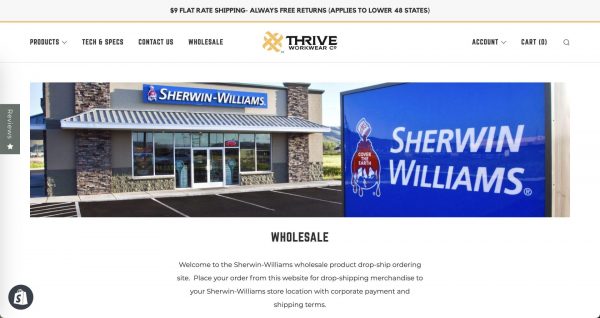 $9 FLAT RATE SHIPPING- ALWAYS FREE RETURNS (APPLIES TO LOWER 48 STATES)
PRODUCTS TECH & SPECS CONTACT US WHOLESALE THRIVE WORKWEAR Cº ACCOUNT CART (0)
Reviews
SHERWIN-WILLIAMS.
SHERWIN
WILLIAMS®
COVER THE EARTH
WHOLESALE
Welcome to the Sherwin-Williams wholesale product drop-ship ordering
site. Place your order from this website for drop-shipping merchandise to
your Sherwin-Williams store location with corporate payment and
shipping terms.